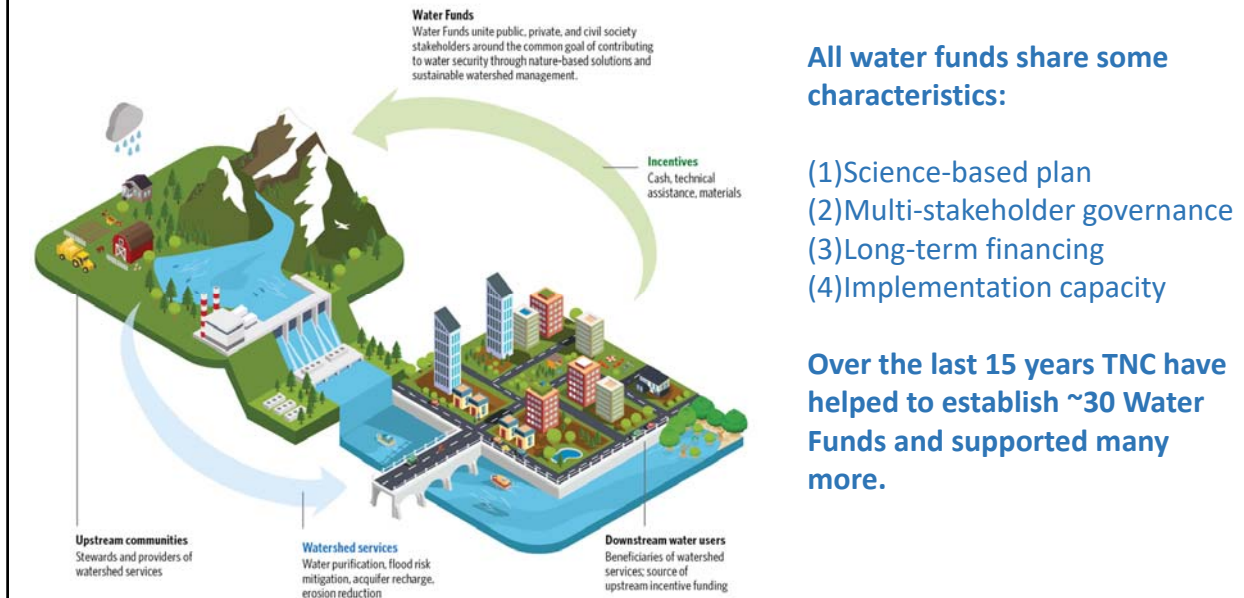 Water Funds
Water Funds unite public, private, and civil society
stakeholders around the common goal of contributing
to water security through nature-based solutions and
sustainable watershed management.
Incentives
Cash, technical
assistance, materials
Upstream communities
Stewards and providers of
watershed services
Watershed services
Water purification, flood risk
mitigation, acquifer recharge,
erosion reduction
Downstream water users
Beneficiaries of watershed
services; source of
upstream incentive funding
All water funds share some
characteristics:
(1)Science-based plan
(2)Multi-stakeholder governance
(3)Long-term financing
(4)Implementation capacity
Over the last 15 years TNC have
helped to establish ~30 Water
Funds and supported many
more.